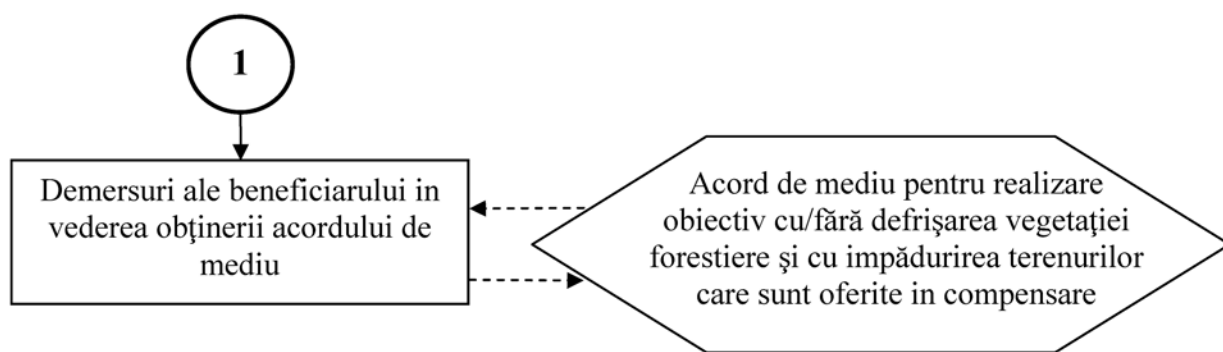 1
Demersuri ale beneficiarului in
vederea obţinerii acordului de
mediu
Acord de mediu pentru realizare
obiectiv cu/fără defrişarea vegetaţiei
forestiere şi cu impădurirea terenurilor
care sunt oferite in compensare